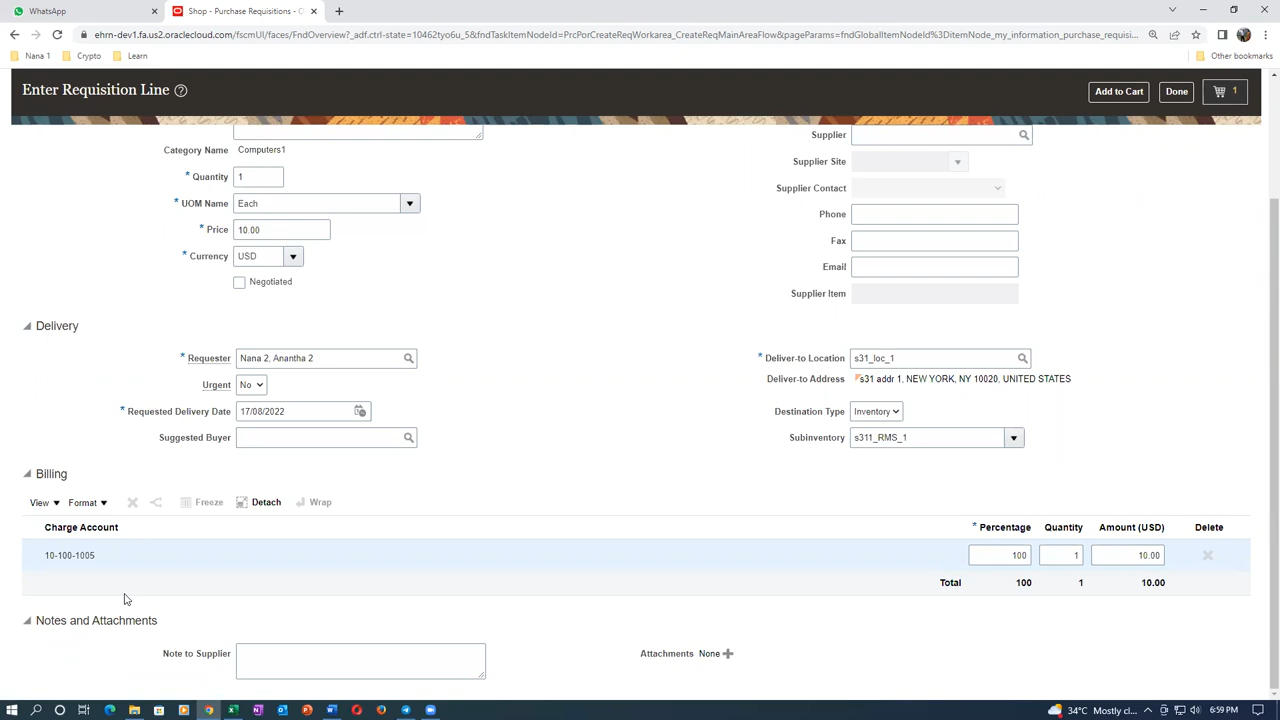 WhatsApp
Shop - Purchase Requisitions - O
ehrm-dev1.fa.us2.oraclecloud.com/fscmUI/faces/FndOverview?_adf.ctrl-state=10462tyo6u_5&fndTaskItemNodeId=PrcPorCreateReqWorkarea_CreateReqMainAreaFlow&pageParams=fndGlobalItemNodeId%3DitemNode_my_information_purchase_requisi...
Nana 1
Crypto
Learn
Other bookmarks
Enter Requisition Line
Add to Cart
Done
1
Category Name Computers1
* Quantity 1
* UOM Name Each
* Price 10.00
* Currency USD
Negotiated
Supplier
Supplier Site
Supplier Contact
Phone
Fax
Email
Supplier Item
Delivery
* Requester Nana 2, Anantha 2
Urgent No
* Requested Delivery Date 17/08/2022
Suggested Buyer
* Deliver-to Location s31_loc_1
Deliver-to Address s31 addr 1, NEW YORK, NY 10020, UNITED STATES
Destination Type Inventory
Subinventory s311_RMS_1
Billing
View Format Freeze Detach Wrap
Charge Account * Percentage Quantity Amount (USD) Delete
10-100-1005 100 1 10.00
Total 100 1 10.00
Notes and Attachments
Note to Supplier
Attachments None
34°C Mostly cl... 6:59 PM